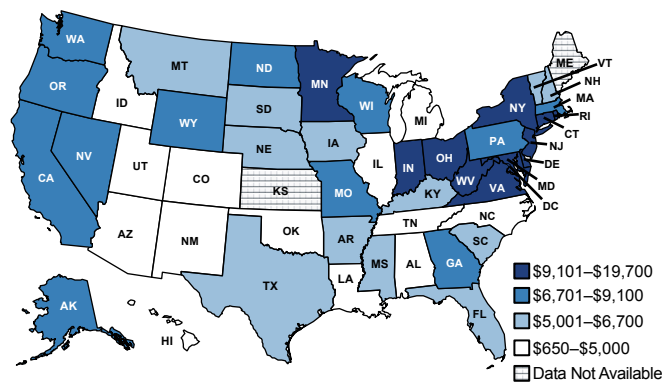 WA
MT
ND
MN
ME
VT
NH
MA
RI
CT
NJ
DE
MD
DC
OR
ID
WY
SD
WI
MI
NY
PA
NV
UT
CO
NE
IA
IL
IN
OH
WV
VA
CA
KS
MO
KY
NC
TN
AZ
NM
OK
AR
SC
MS
AL
GA
TX
LA
FL
AK
HI
$9,101–$19,700
$6,701–$9,100
$5,001–$6,700
$650–$5,000
Data Not Available